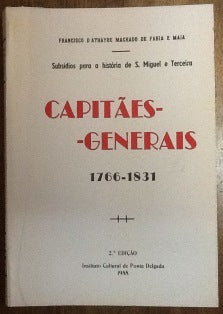 FRANCISCO D'ATHAYDE MACHADO DE FARIA E MAIA
Subsídios para a história de S. Miguel e Terceira
CAPITÃES-
-GENERAIS
1766-1831
2.ª EDIÇÃO
Instituto Cultural de Ponta Delgada
1988